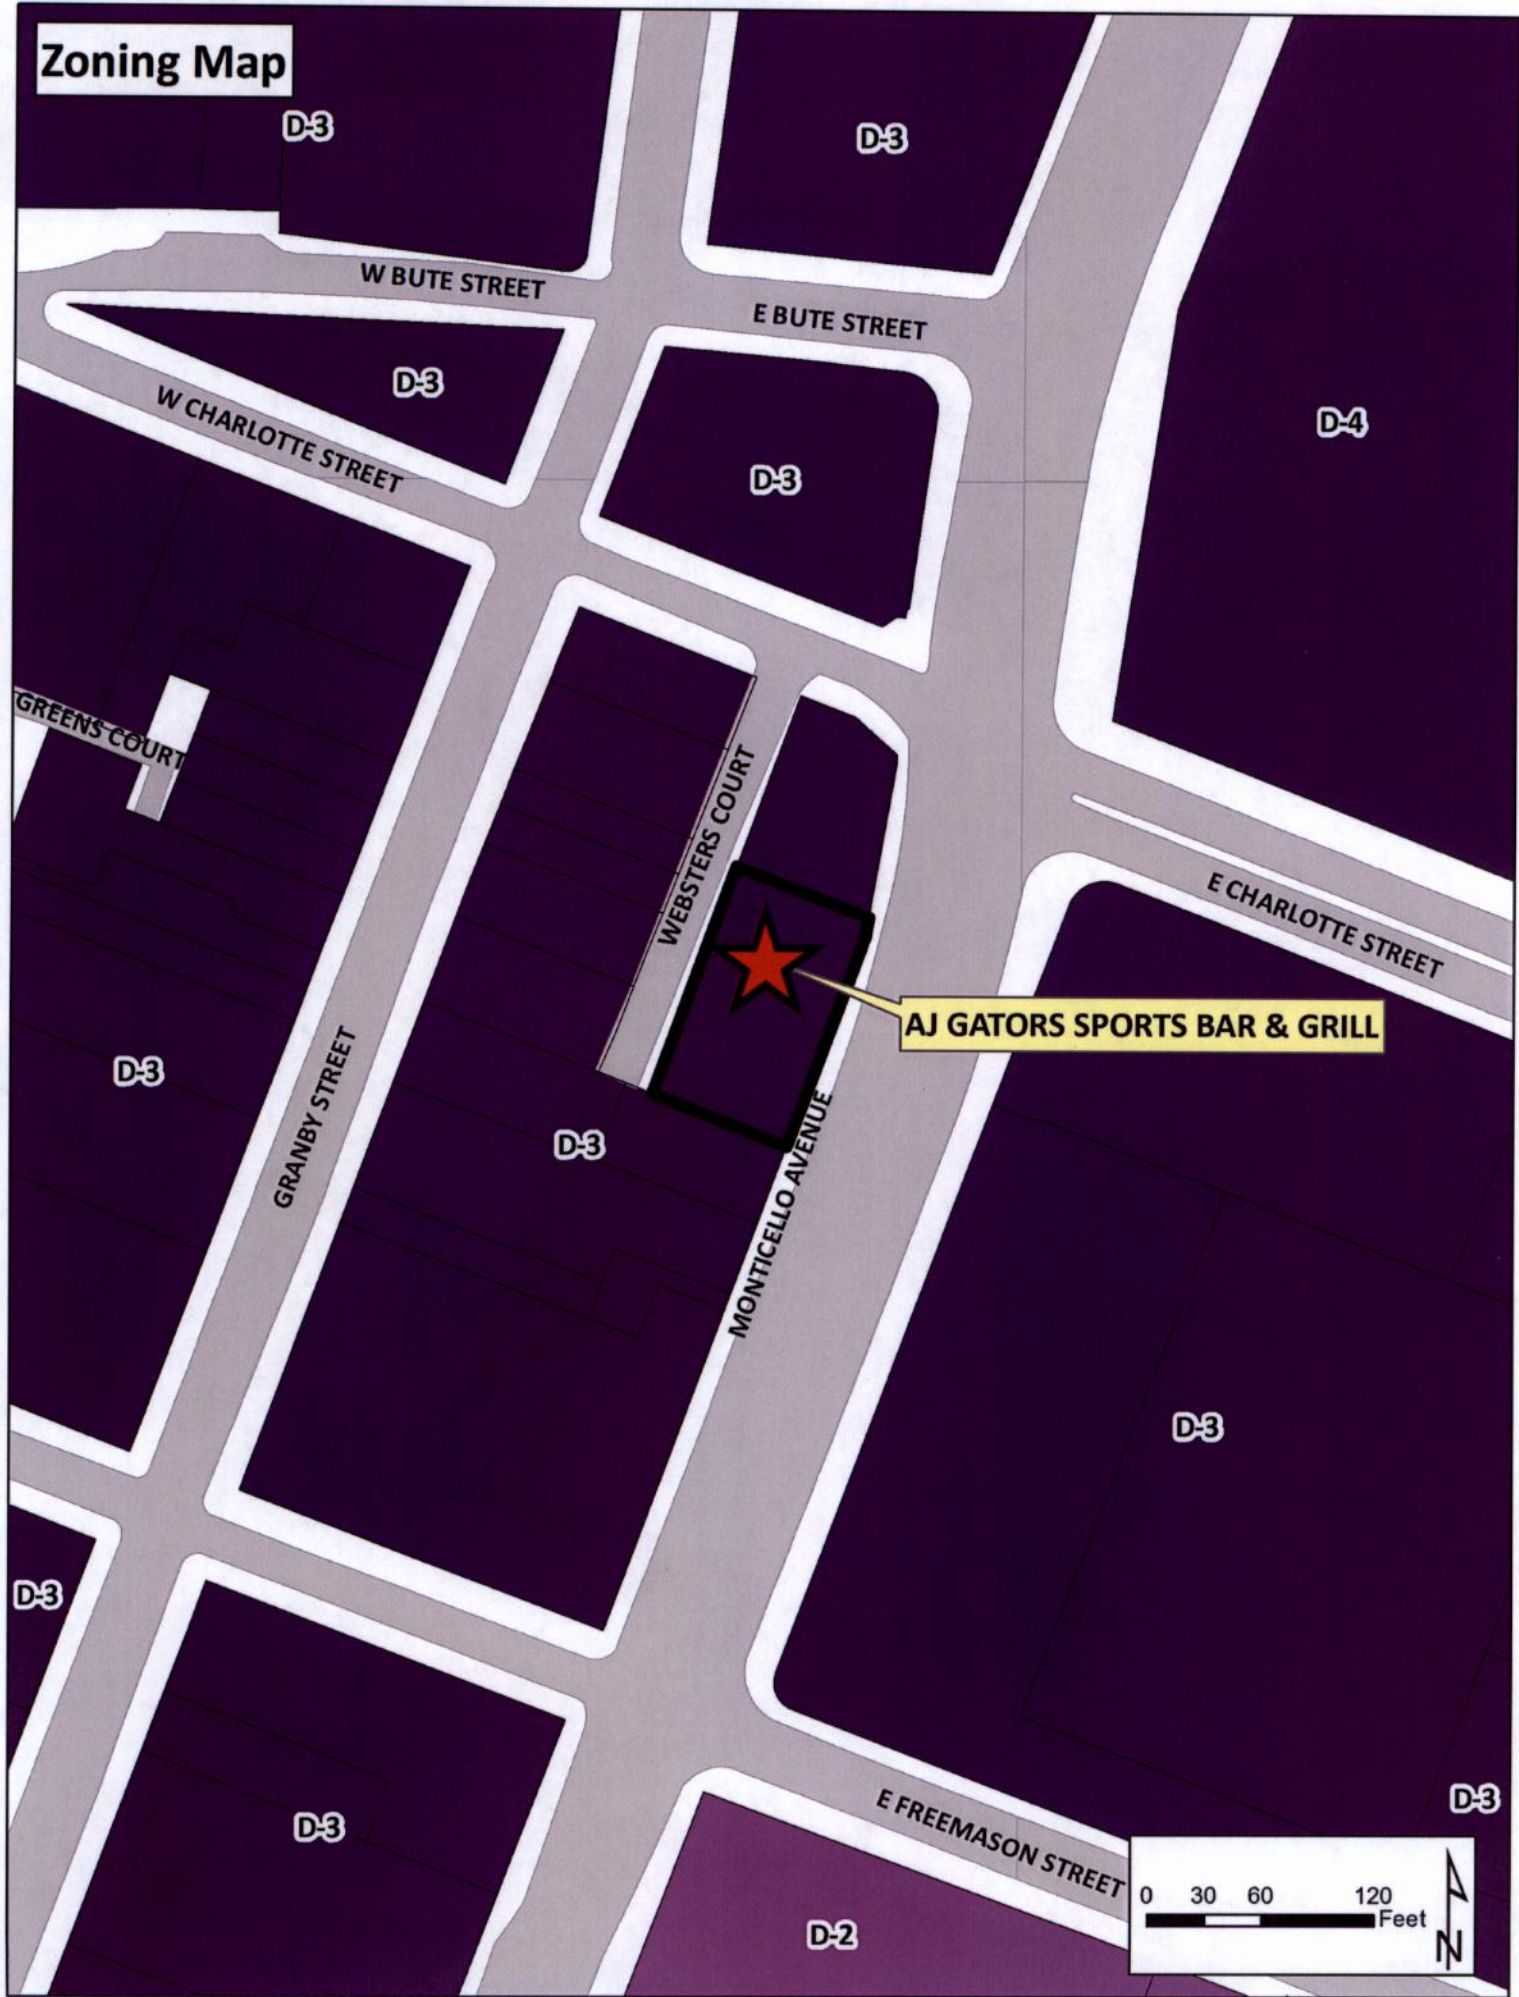 Zoning Map
D-3
D-3
W BUTE STREET
E BUTE STREET
D-3
W CHARLOTTE STREET
D-4
D-3
GREENS COURT
WEBSTERS COURT
E CHARLOTTE STREET
AJ GATORS SPORTS BAR & GRILL
D-3
GRANBY STREET
D-3
MONTICELLO AVENUE
D-3
D-3
D-3
E FREEMASON STREET
D-3
D-2
0 30 60 120
Feet
N